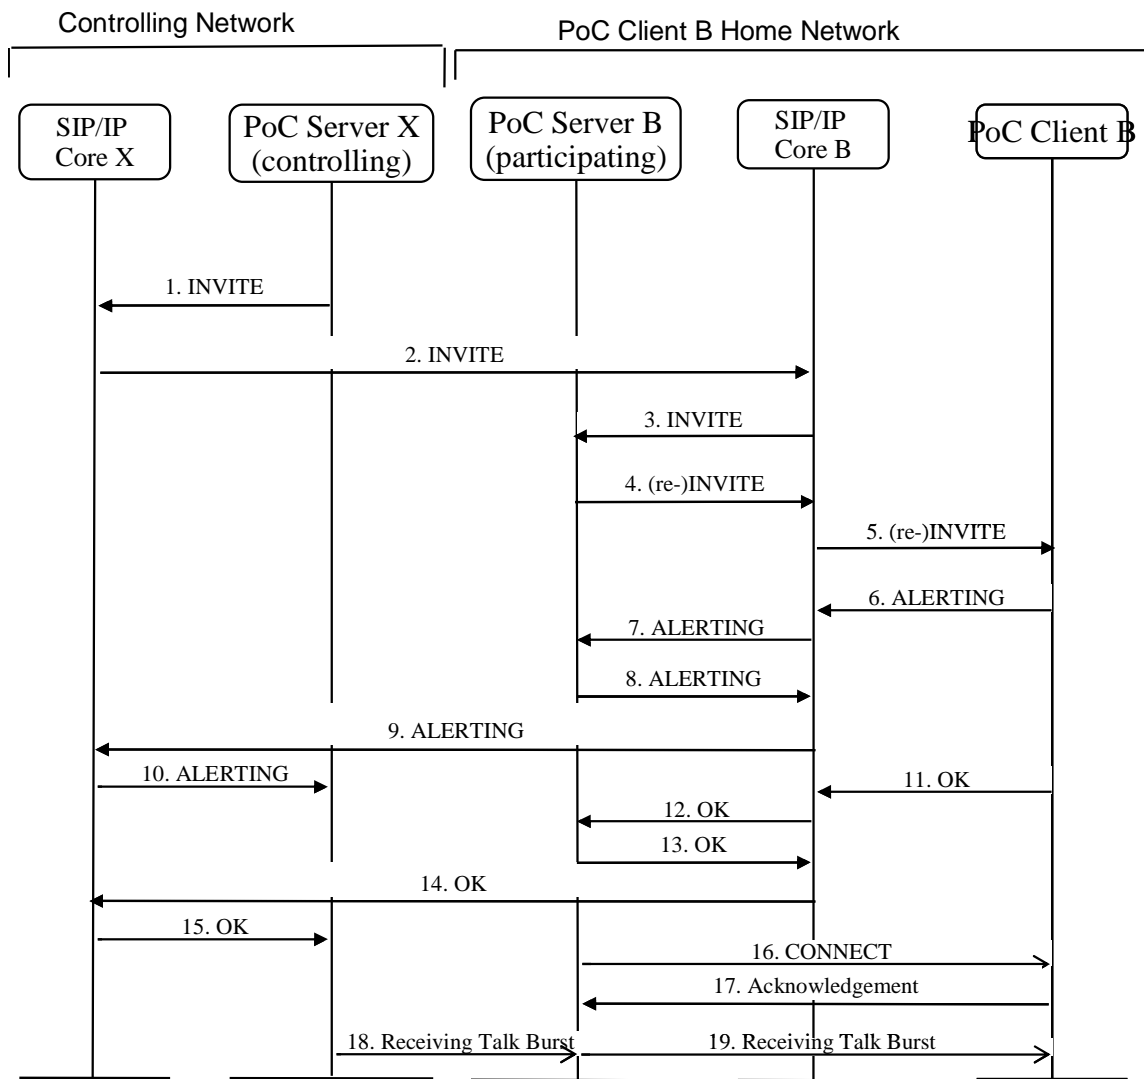 Controlling Network
PoC Client B Home Network
SIP/IP
Core X
PoC Server X
(controlling)
PoC Server B
(participating)
SIP/IP
Core B
PoC Client B
1. INVITE
2. INVITE
3. INVITE
4. (re-)INVITE
5. (re-)INVITE
6. ALERTING
7. ALERTING
8. ALERTING
9. ALERTING
10. ALERTING
11. OK
12. OK
13. OK
14. OK
15. OK
16. CONNECT
17. Acknowledgement
18. Receiving Talk Burst
19. Receiving Talk Burst